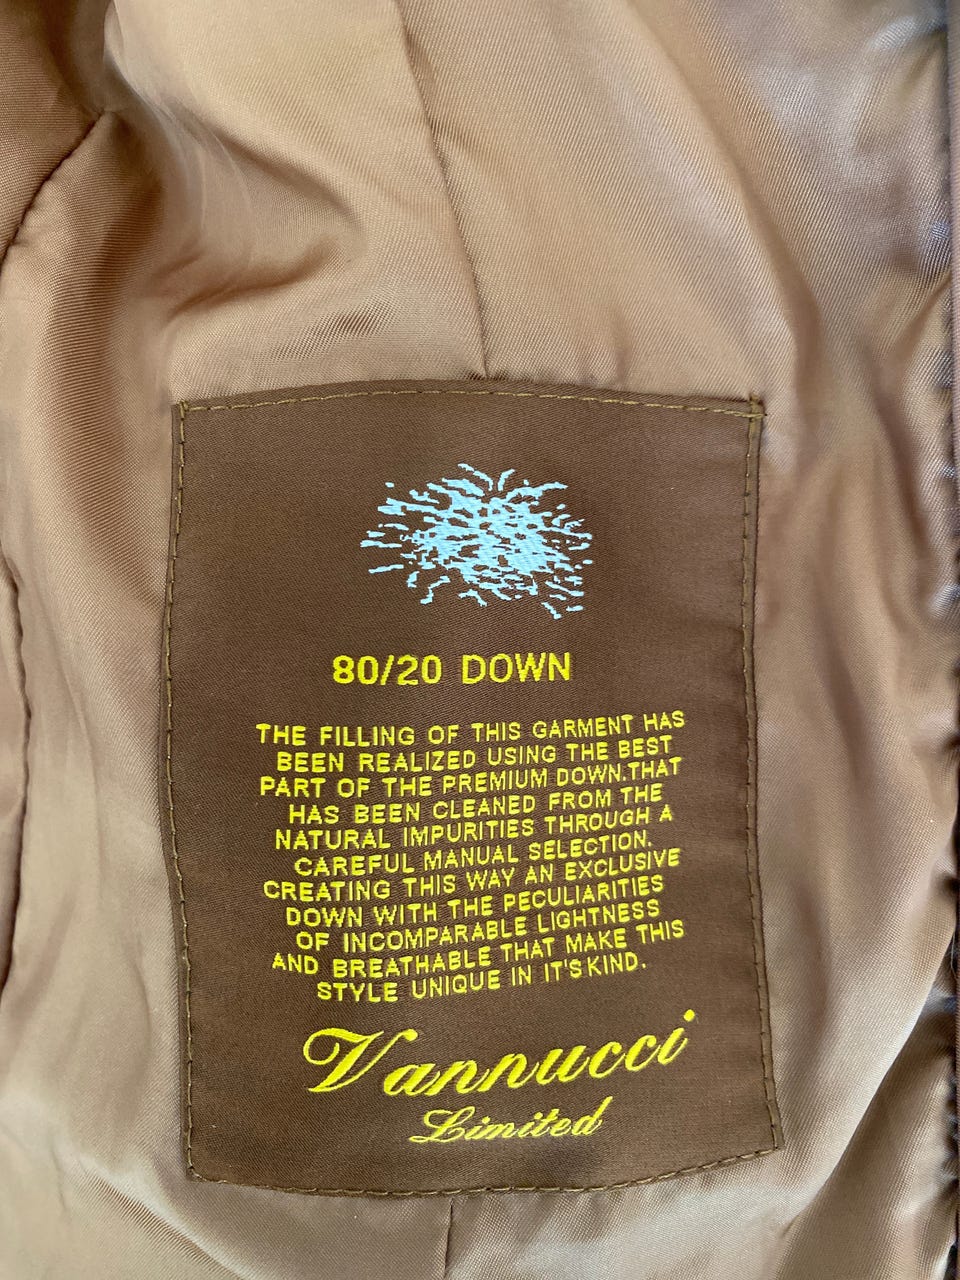 80/20 DOWN
THE FILLING OF THIS GARMENT HAS
BEEN REALIZED USING THE BEST
PART OF THE PREMIUM DOWN.THAT
HAS BEEN CLEANED FROM THE
NATURAL IMPURITIES THROUGH A
CAREFUL MANUAL SELECTION.
CREATING THIS WAY AN EXCLUSIVE
DOWN WITH THE PECULIARITIES
OF INCOMPARABLE LIGHTNESS
AND BREATHABLE THAT MAKE THIS
STYLE UNIQUE IN IT'S KIND.
Vannucci
Limited